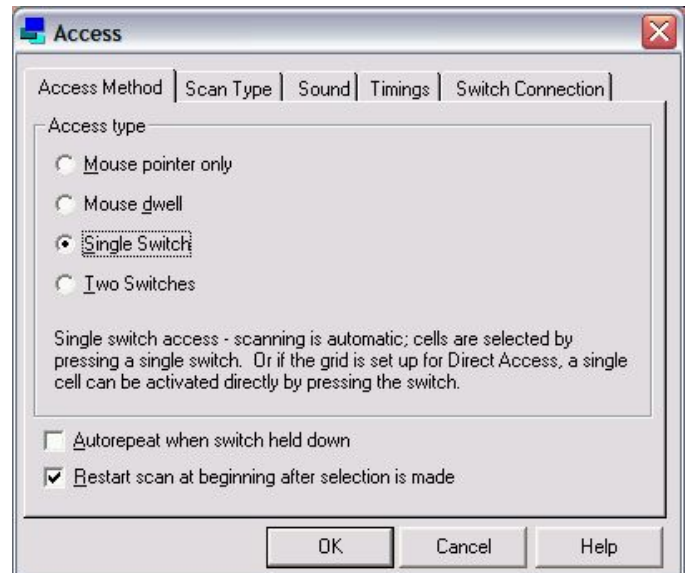 Access
Access Method Scan Type Sound Timings Switch Connection
Access type
Mouse pointer only
Mouse dwell
Single Switch
Two Switches
Single switch access - scanning is automatic; cells are selected by
pressing a single switch. Or if the grid is set up for Direct Access, a single
cell can be activated directly by pressing the switch.
Autorepeat when switch held down
Restart scan at beginning after selection is made
OK Cancel Help